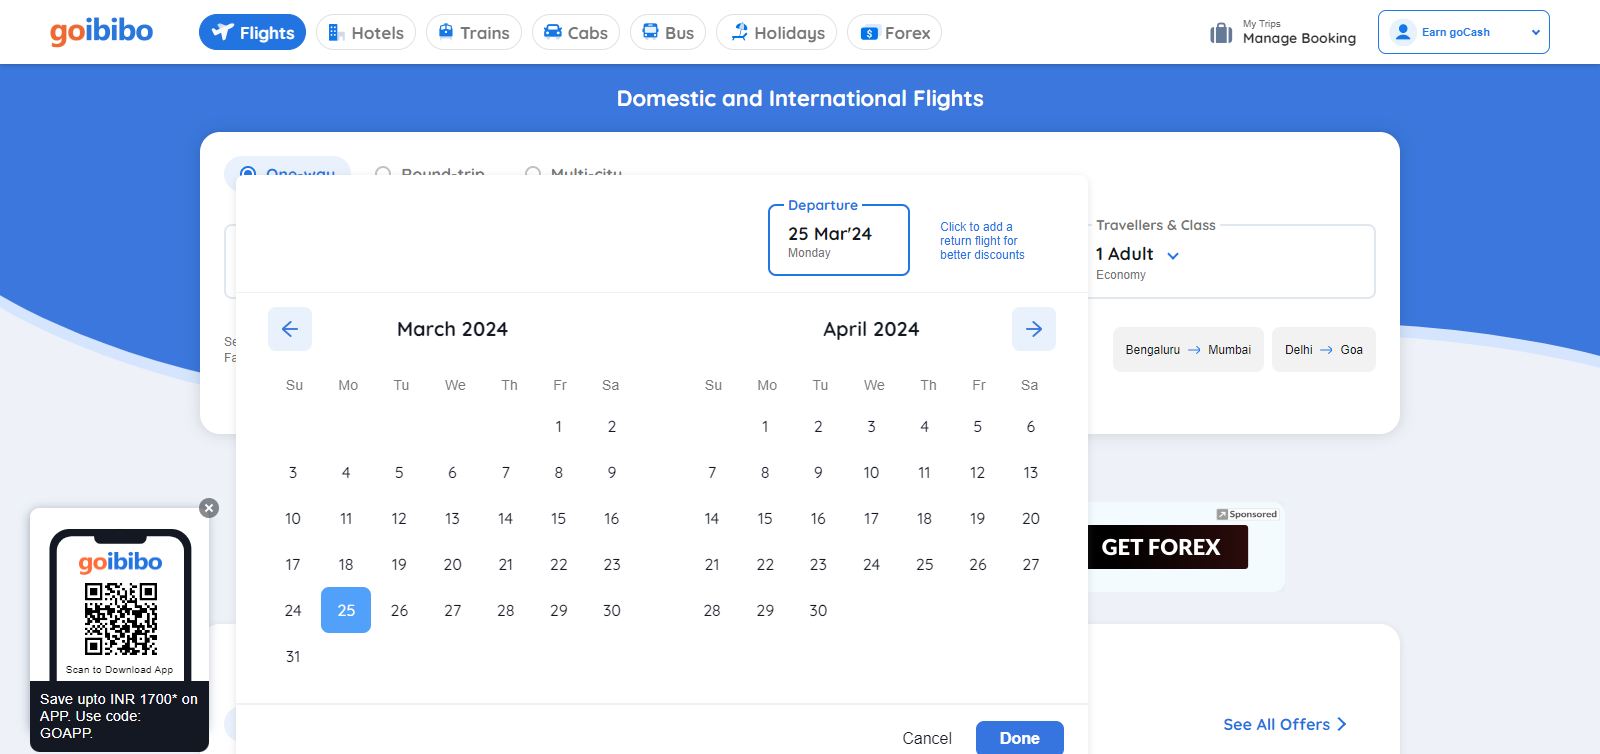 goibibo
Flights
Hotels
Trains
Cabs
Bus
Holidays
Forex
My Trips
Manage Booking
Earn goCash
Domestic and International Flights
One-way
Round-trip
Multi-city
Departure
25 Mar'24
Monday
Click to add a
return flight for
better discounts
Travellers & Class
1 Adult
Economy
Se
Fa
Bengaluru → Mumbai
Delhi → Goa
March 2024
Su Mo Tu We Th Fr Sa
1 2
3 4 5 6 7 8 9
10 11 12 13 14 15 16
17 18 19 20 21 22 23
24 25 26 27 28 29 30
31
April 2024
Su Mo Tu We Th Fr Sa
1 2 3 4 5 6
7 8 9 10 11 12 13
14 15 16 17 18 19 20
21 22 23 24 25 26 27
28 29 30
Cancel
Done
Sponsored
GET FOREX
See All Offers
goibibo
Scan to Download App
Save upto INR 1700* on
APP. Use code:
GOAPP.